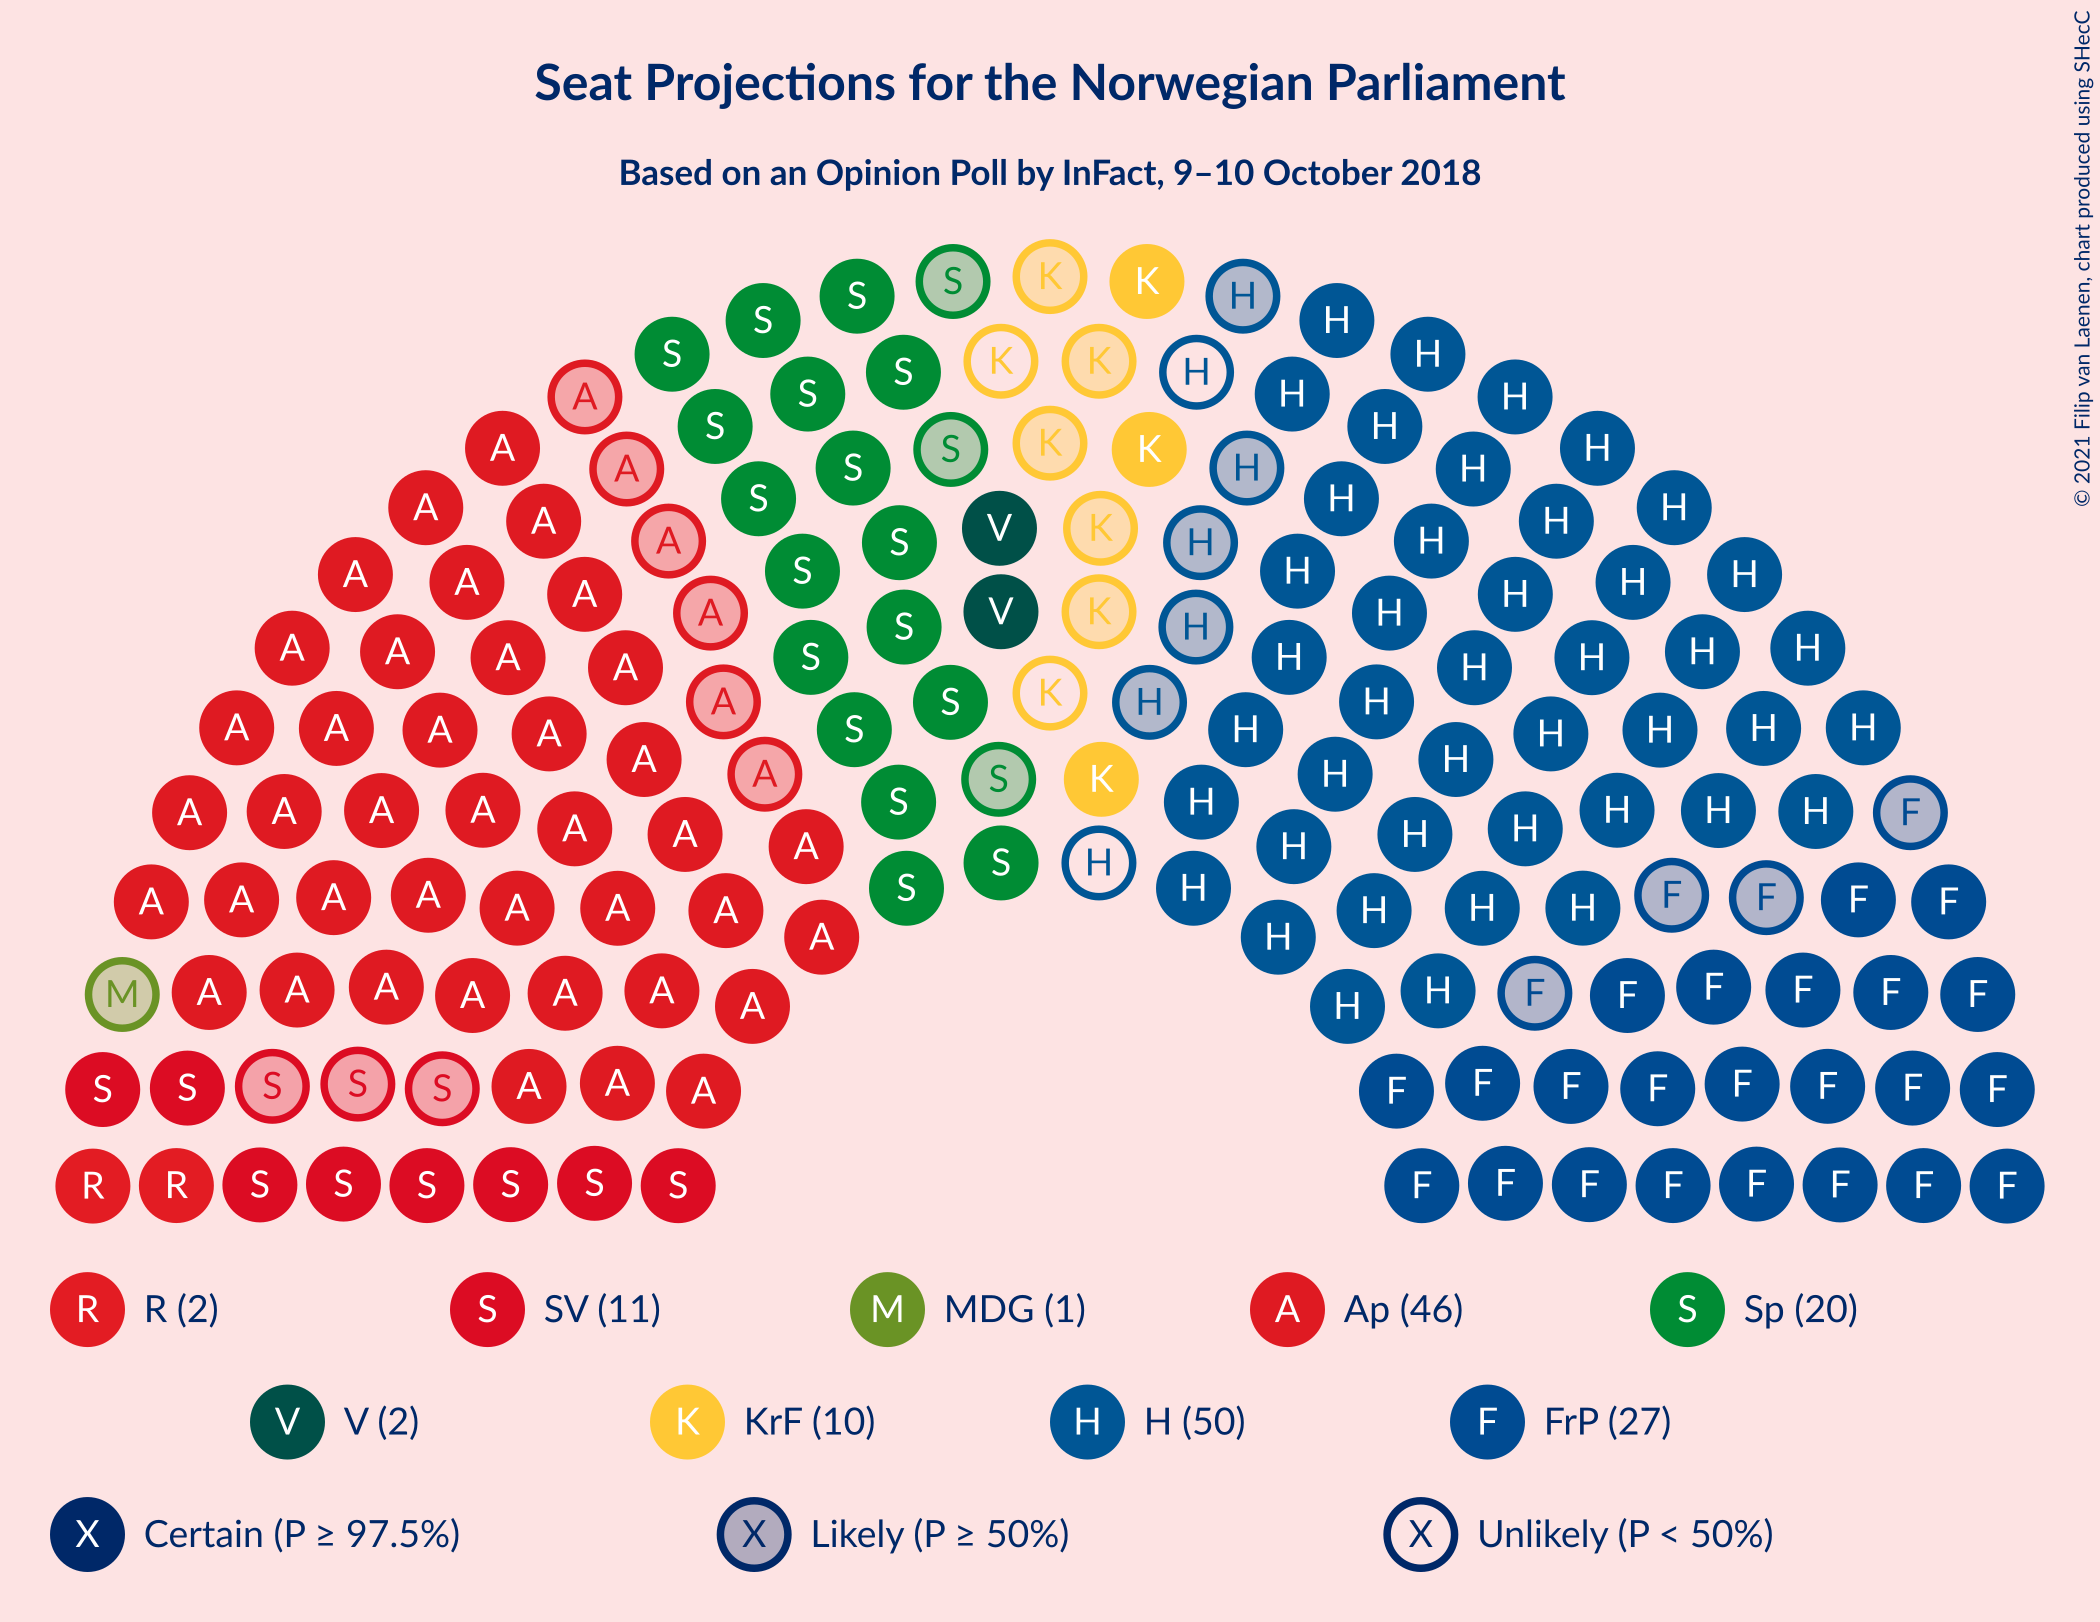 Seat Projections for the Norwegian Parliament
Based on an Opinion Poll by InFact, 9–10 October 2018
© 2021 Filip van Laenen, chart produced using SHecC
S K K H
S S S H H
A S S K K H H H
A A S S S K K H H H H
A A A S S V K H H H H H
A A A A S S V K H H H H H H
A A A A A S S K H H H H H H H
A A A A A A S S K H H H H H H H F
A A A A A A A A S S H H H H H H F F F F
M A A A A A A A H H F F F F F F
S S S S S A A A F F F F F F F F
R R S S S S S S F F F F F F F F
R R (2) S SV (11) M MDG (1) A Ap (46) S Sp (20)
V V (2) K KrF (10) H H (50) F FrP (27)
X Certain (P ≥ 97.5%) X Likely (P ≥ 50%) X Unlikely (P < 50%)